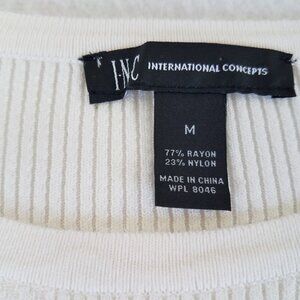 I·N·C INTERNATIONAL CONCEPTS
M
77% RAYON
23% NYLON
MADE IN CHINA
WPL 8046